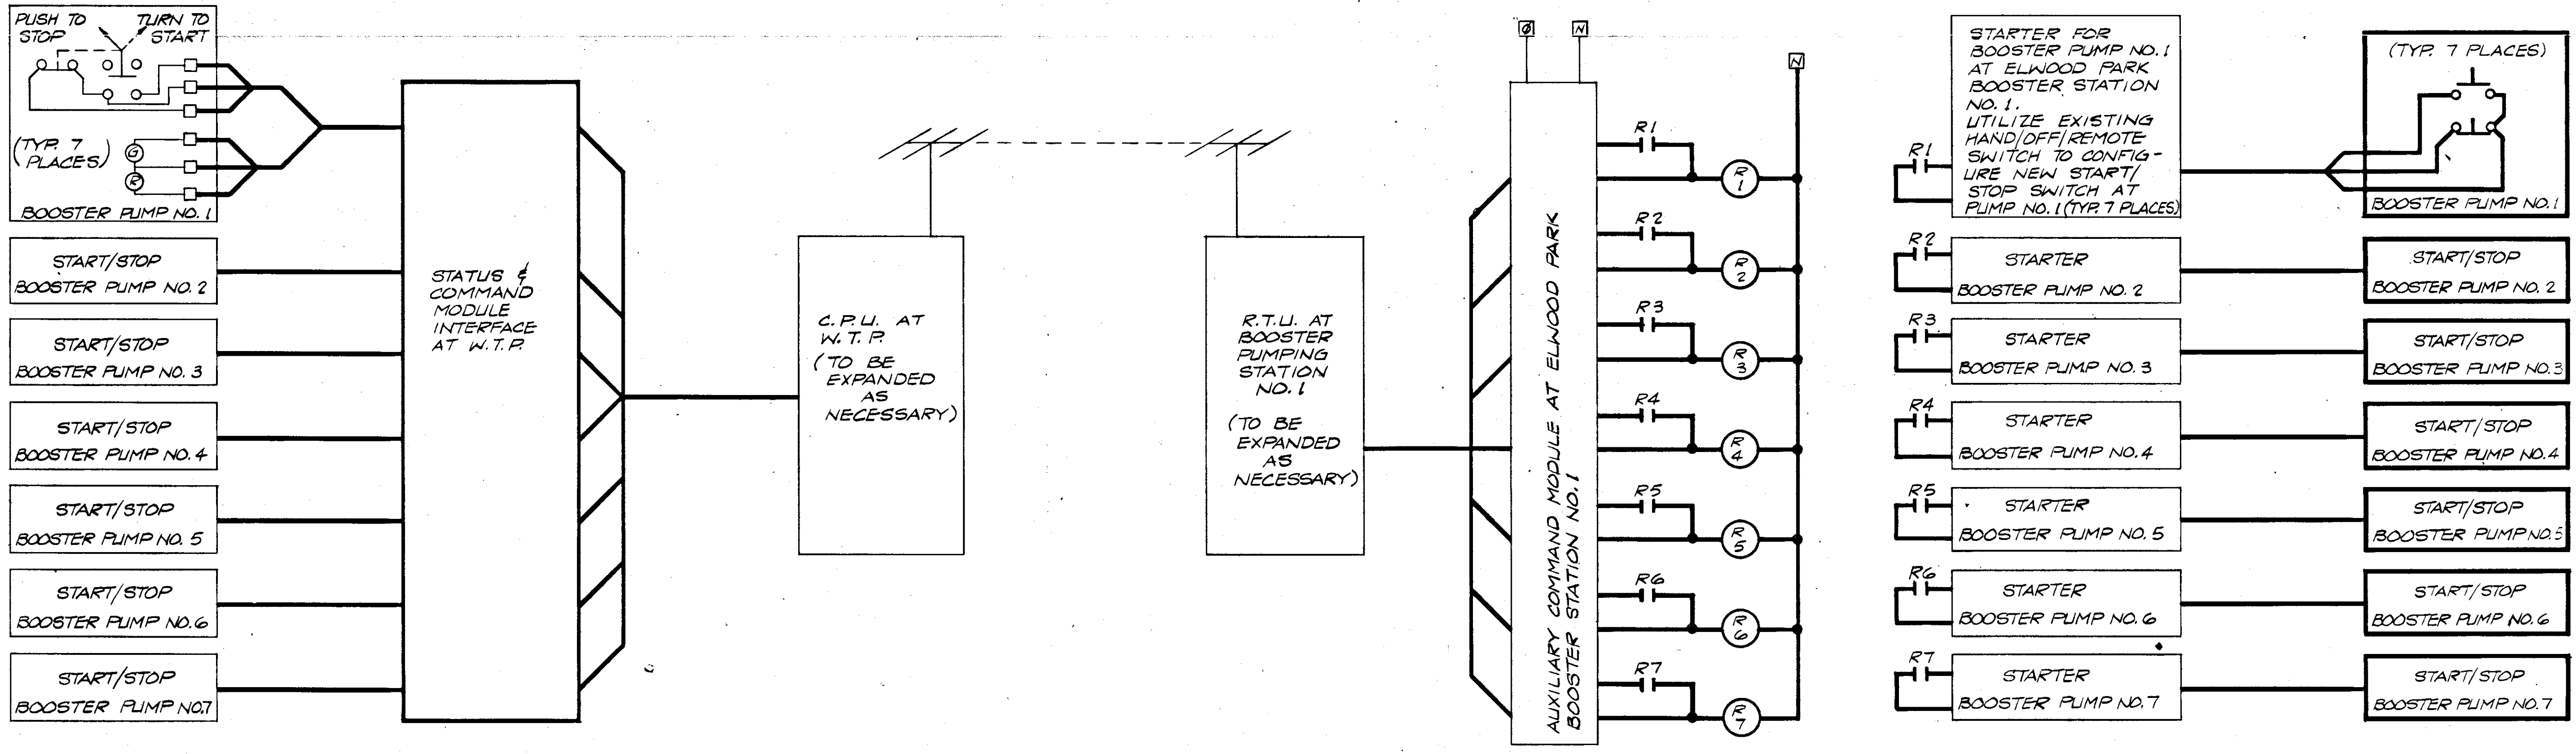 PUSH TO
STOP
TURN TO
START
(TYP. 7
PLACES)
G
R
BOOSTER PUMP NO. 1
START/STOP
BOOSTER PUMP NO. 2
START/STOP
BOOSTER PUMP NO. 3
START/STOP
BOOSTER PUMP NO. 4
START/STOP
BOOSTER PUMP NO. 5
START/STOP
BOOSTER PUMP NO. 6
START/STOP
BOOSTER PUMP NO. 7
STATUS &
COMMAND
MODULE
INTERFACE
AT W.T.P.
C.P.U. AT
W.T.P.
(TO BE
EXPANDED
AS
NECESSARY)
R.T.U. AT
BOOSTER
PUMPING
STATION
NO. 1
(TO BE
EXPANDED
AS
NECESSARY)
Ø
N
N
AUXILIARY COMMAND MODULE AT ELWOOD PARK
BOOSTER STATION NO. 1
R1
R
1
R2
R
2
R3
R
3
R4
R
4
R5
R
5
R6
R
6
R7
R
7
R1
STARTER FOR
BOOSTER PUMP NO. 1
AT ELWOOD PARK
BOOSTER STATION
NO. 1.
UTILIZE EXISTING
HAND/OFF/REMOTE
SWITCH TO CONFIG-
URE NEW START/
STOP SWITCH AT
PUMP NO. 1 (TYP. 7 PLACES)
R2
STARTER
BOOSTER PUMP NO. 2
R3
STARTER
BOOSTER PUMP NO. 3
R4
STARTER
BOOSTER PUMP NO. 4
R5
STARTER
BOOSTER PUMP NO. 5
R6
STARTER
BOOSTER PUMP NO. 6
R7
STARTER
BOOSTER PUMP NO. 7
(TYP. 7 PLACES)
BOOSTER PUMP NO. 1
START/STOP
BOOSTER PUMP NO. 2
START/STOP
BOOSTER PUMP NO. 3
START/STOP
BOOSTER PUMP NO. 4
START/STOP
BOOSTER PUMP NO. 5
START/STOP
BOOSTER PUMP NO. 6
START/STOP
BOOSTER PUMP NO. 7